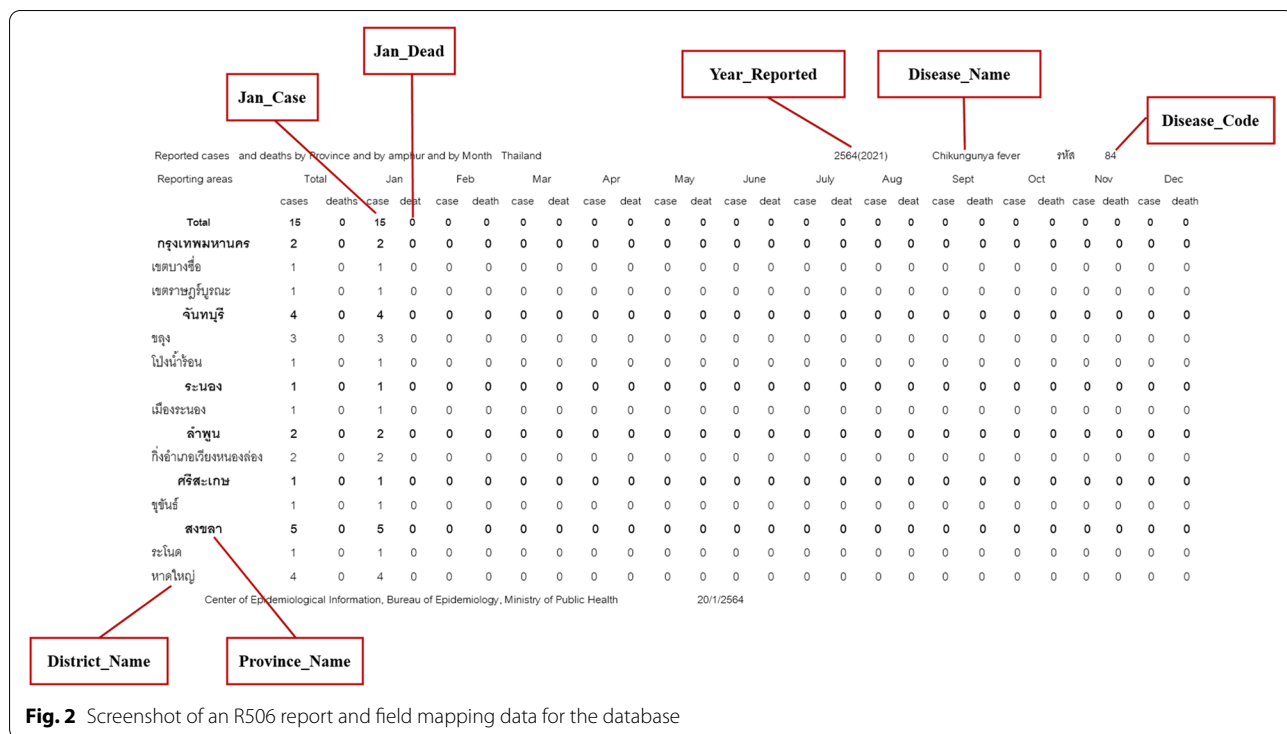 Jan_Dead
Year_Reported Disease_Name
Jan_Case
Disease_Code
Reported cases and deaths by Province and by amphur and by Month Thailand 2564(2021) Chikungunya fever รหัส 84
Reporting areas Total Jan Feb Mar Apr May June July Aug Sept Oct Nov Dec
cases deaths case deat case death case deat case deat case deat case death case death case death case death case death case death case death
Total 15 0 15 0 0 0 0 0 0 0 0 0 0 0 0 0 0 0 0 0 0 0 0 0 0 0
กรุงเทพมหานคร 2 0 2 0 0 0 0 0 0 0 0 0 0 0 0 0 0 0 0 0 0 0 0 0 0 0
เขตบางซื่อ 1 0 1 0 0 0 0 0 0 0 0 0 0 0 0 0 0 0 0 0 0 0 0 0 0 0
เขตราษฎร์บูรณะ 1 0 1 0 0 0 0 0 0 0 0 0 0 0 0 0 0 0 0 0 0 0 0 0 0 0
จันทบุรี 4 0 4 0 0 0 0 0 0 0 0 0 0 0 0 0 0 0 0 0 0 0 0 0 0 0
ขลุง 3 0 3 0 0 0 0 0 0 0 0 0 0 0 0 0 0 0 0 0 0 0 0 0 0 0
โป่งน้ำร้อน 1 0 1 0 0 0 0 0 0 0 0 0 0 0 0 0 0 0 0 0 0 0 0 0 0 0
ระนอง 1 0 1 0 0 0 0 0 0 0 0 0 0 0 0 0 0 0 0 0 0 0 0 0 0 0
เมืองระนอง 1 0 1 0 0 0 0 0 0 0 0 0 0 0 0 0 0 0 0 0 0 0 0 0 0 0
ลำพูน 2 0 2 0 0 0 0 0 0 0 0 0 0 0 0 0 0 0 0 0 0 0 0 0 0 0
กิ่งอำเภอเวียงหนองล่อง 2 0 2 0 0 0 0 0 0 0 0 0 0 0 0 0 0 0 0 0 0 0 0 0 0 0
ศรีสะเกษ 1 0 1 0 0 0 0 0 0 0 0 0 0 0 0 0 0 0 0 0 0 0 0 0 0 0
ขุขันธ์ 1 0 1 0 0 0 0 0 0 0 0 0 0 0 0 0 0 0 0 0 0 0 0 0 0 0
สงขลา 5 0 5 0 0 0 0 0 0 0 0 0 0 0 0 0 0 0 0 0 0 0 0 0 0 0
ระโนด 1 0 1 0 0 0 0 0 0 0 0 0 0 0 0 0 0 0 0 0 0 0 0 0 0 0
หาดใหญ่ 4 0 4 0 0 0 0 0 0 0 0 0 0 0 0 0 0 0 0 0 0 0 0 0 0 0
Center of Epidemiological Information, Bureau of Epidemiology, Ministry of Public Health 20/1/2564
District_Name Province_Name
Fig. 2 Screenshot of an R506 report and field mapping data for the database